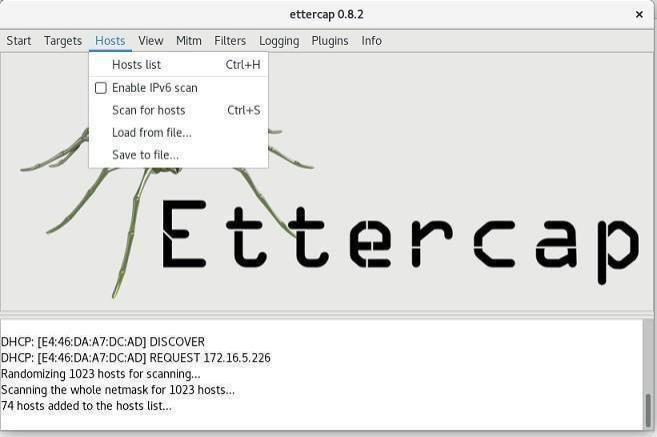 ettercap 0.8.2
×
Start Targets Hosts View Mitm Filters Logging Plugins Info
Hosts list Ctrl+H
Enable IPv6 scan
Scan for hosts Ctrl+S
Load from file...
Save to file...
Ettercap
DHCP: [E4:46:DA:A7:DC:AD] DISCOVER
DHCP: [E4:46:DA:A7:DC:AD] REQUEST 172.16.5.226
Randomizing 1023 hosts for scanning...
Scanning the whole netmask for 1023 hosts...
74 hosts added to the hosts list...